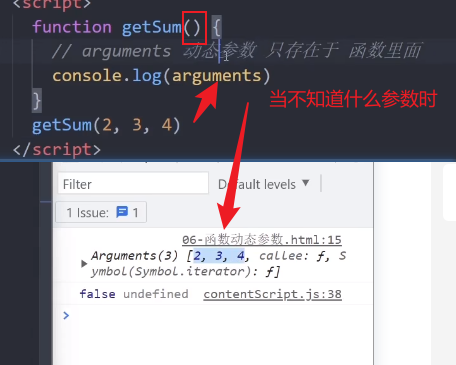 <script>
function getSum() {
// arguments 动态参数 只存在于 函数里面
console.log(arguments)
}
getSum(2, 3, 4)
</script>
当不知道什么参数时
Filter
Default levels ▼
1 Issue: 1
06-函数动态参数.html:15
Arguments(3) [2, 3, 4, callee: ƒ, S
ymbol(Symbol.iterator): ƒ]
false undefined contentScript.js:38
>